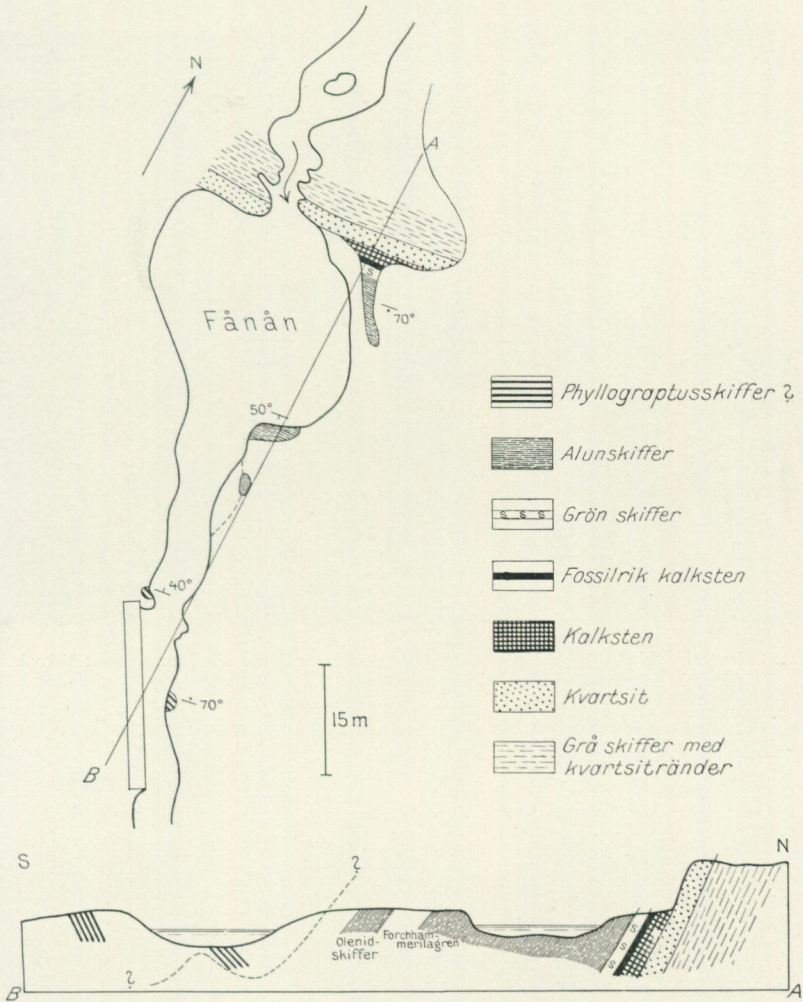 N
A
Fånån
70°
50°
40°
70°
15 m
B
Phyllograptusskiffer ?
Alunskiffer
s s s
Grön skiffer
Fossilrik kalksten
Kalksten
Kvartsit
Grå skiffer med
kvartsitränder
S
N
?
Olenid-
skiffer
Forchham-
merilagren
?
s
s
s
B
A